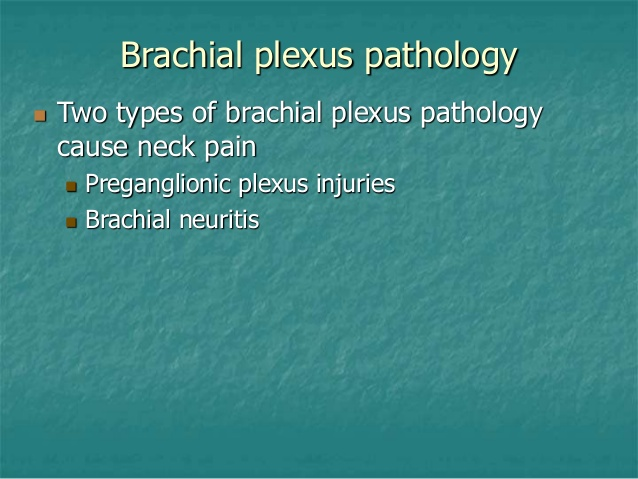 Brachial plexus pathology
Two types of brachial plexus pathology
cause neck pain
Preganglionic plexus injuries
Brachial neuritis